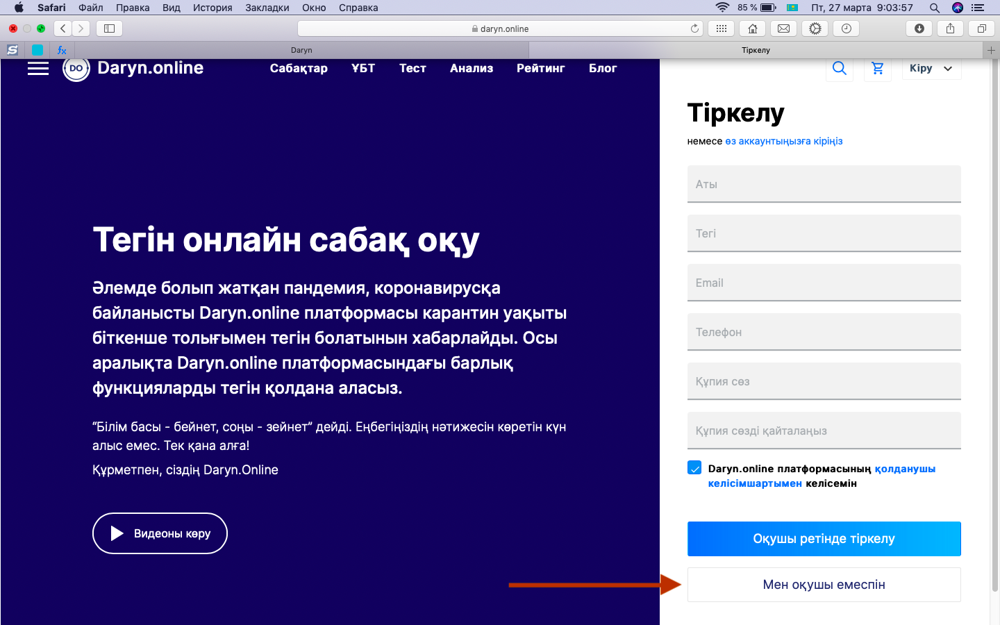 Safari Файл Правка Вид История Закладки Окно Справка 85 % Пт, 27 марта 9:03:57
daryn.online
S fx Daryn Тіркелу
DO Daryn.online Сабақтар ҰБТ Тест Анализ Рейтинг Блог Кіру
Тіркелу
немесе өз аккаунтыңызға кіріңіз
Аты
Тегі
Email
Телефон
Құпия сөз
Құпия сөзді қайталаңыз
Daryn.online платформасының қолданушы
келісімшартымен келісемін
Оқушы ретінде тіркелу
Мен оқушы емеспін
Тегін онлайн сабақ оқу
Әлемде болып жатқан пандемия, коронавирусқа
байланысты Daryn.online платформасы карантин уақыты
біткенше толығымен тегін болатынын хабарлайды. Осы
аралықта Daryn.online платформасындағы барлық
функцияларды тегін қолдана аласыз.
“Білім басы - бейнет, соңы - зейнет” дейді. Еңбегіңіздің нәтижесін көретін күн
алыс емес. Тек қана алға!
Құрметпен, сіздің Daryn.Online
Видеоны көру